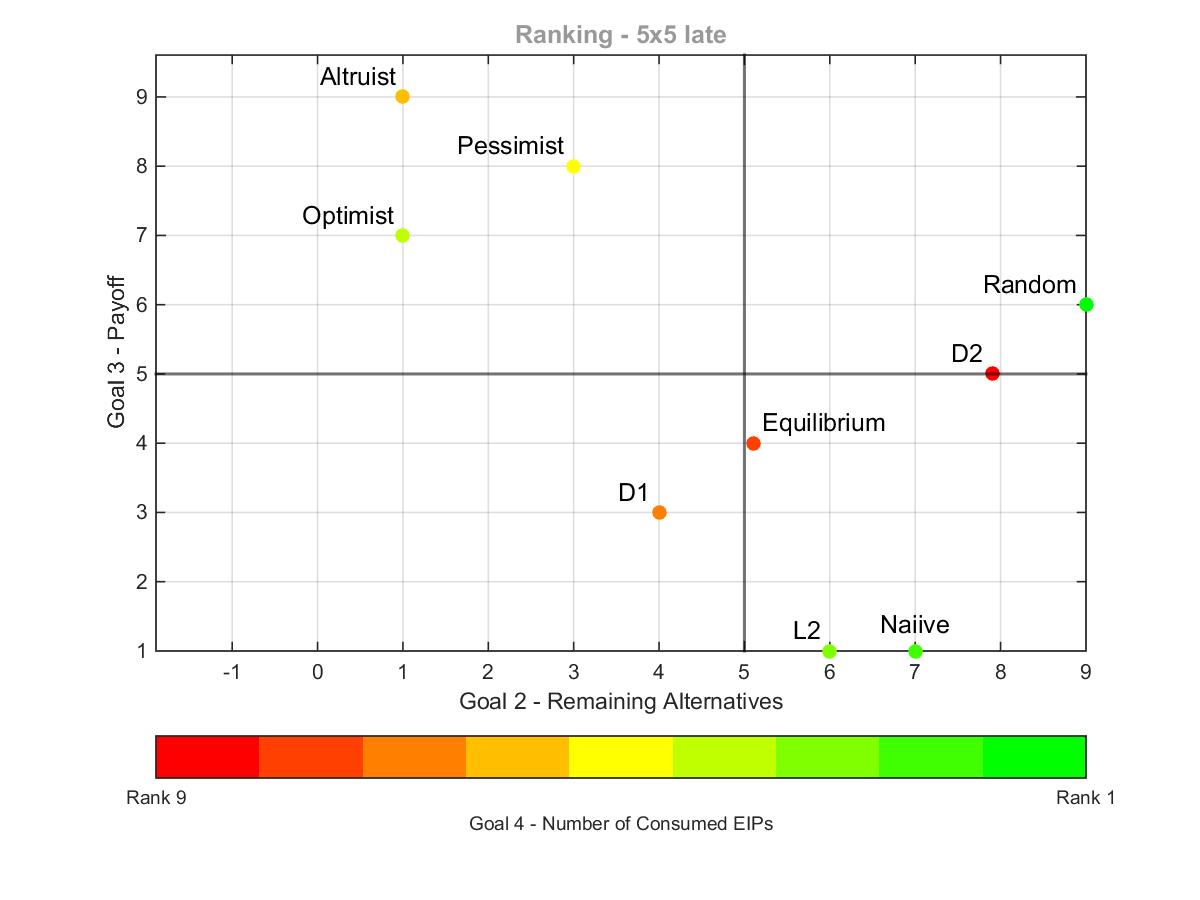 Ranking - 5x5 late
Altruist
Pessimist
Optimist
Random
D2
Equilibrium
D1
L2
Naiive
Goal 3 - Payoff
9
8
7
6
5
4
3
2
1
-1 0 1 2 3 4 5 6 7 8 9
Goal 2 - Remaining Alternatives
Rank 9 Rank 1
Goal 4 - Number of Consumed EIPs